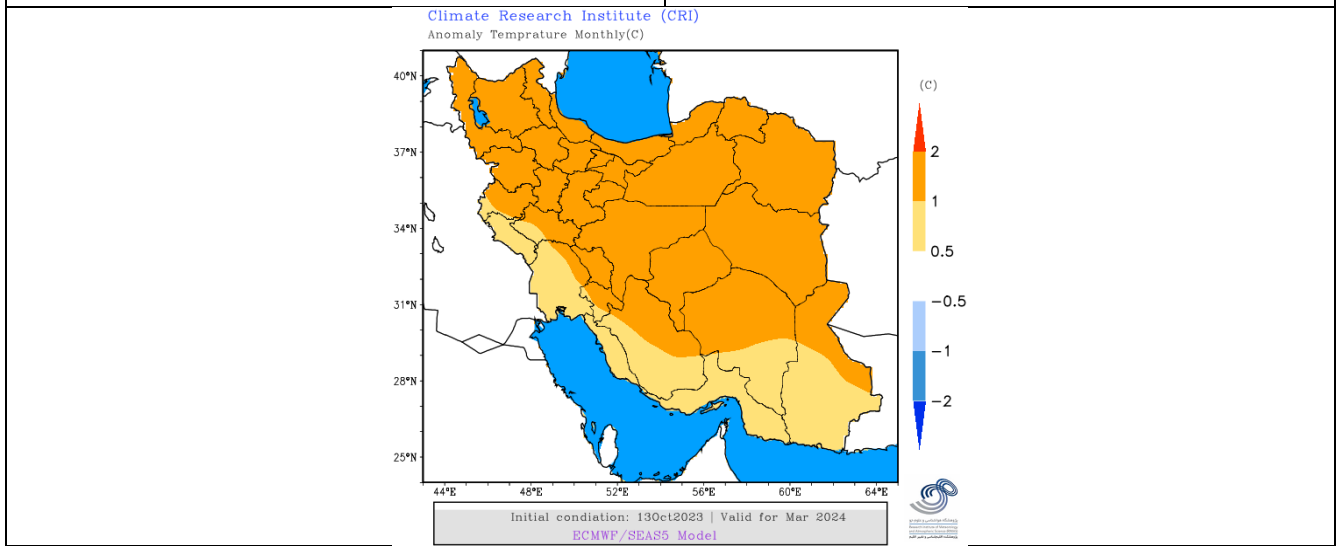 Climate Research Institute (CRI)
Anomaly Temprature Monthly(C)
40°N
37°N
34°N
31°N
28°N
25°N
44°E 48°E 52°E 56°E 60°E 64°E
(C)
2
1
0.5
−0.5
−1
−2
Initial condiation: 13Oct2023 | Valid for Mar 2024
ECMWF/SEAS5 Model